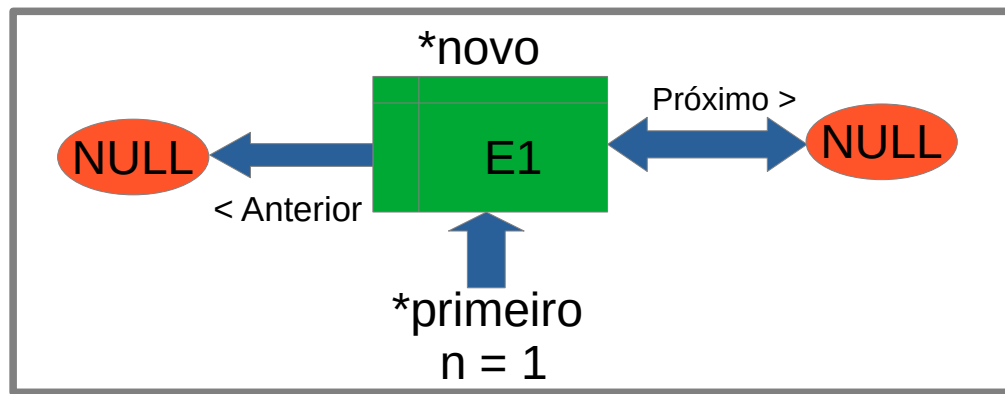 *novo
Próximo >
NULL
E1
NULL
< Anterior
*primeiro
n = 1